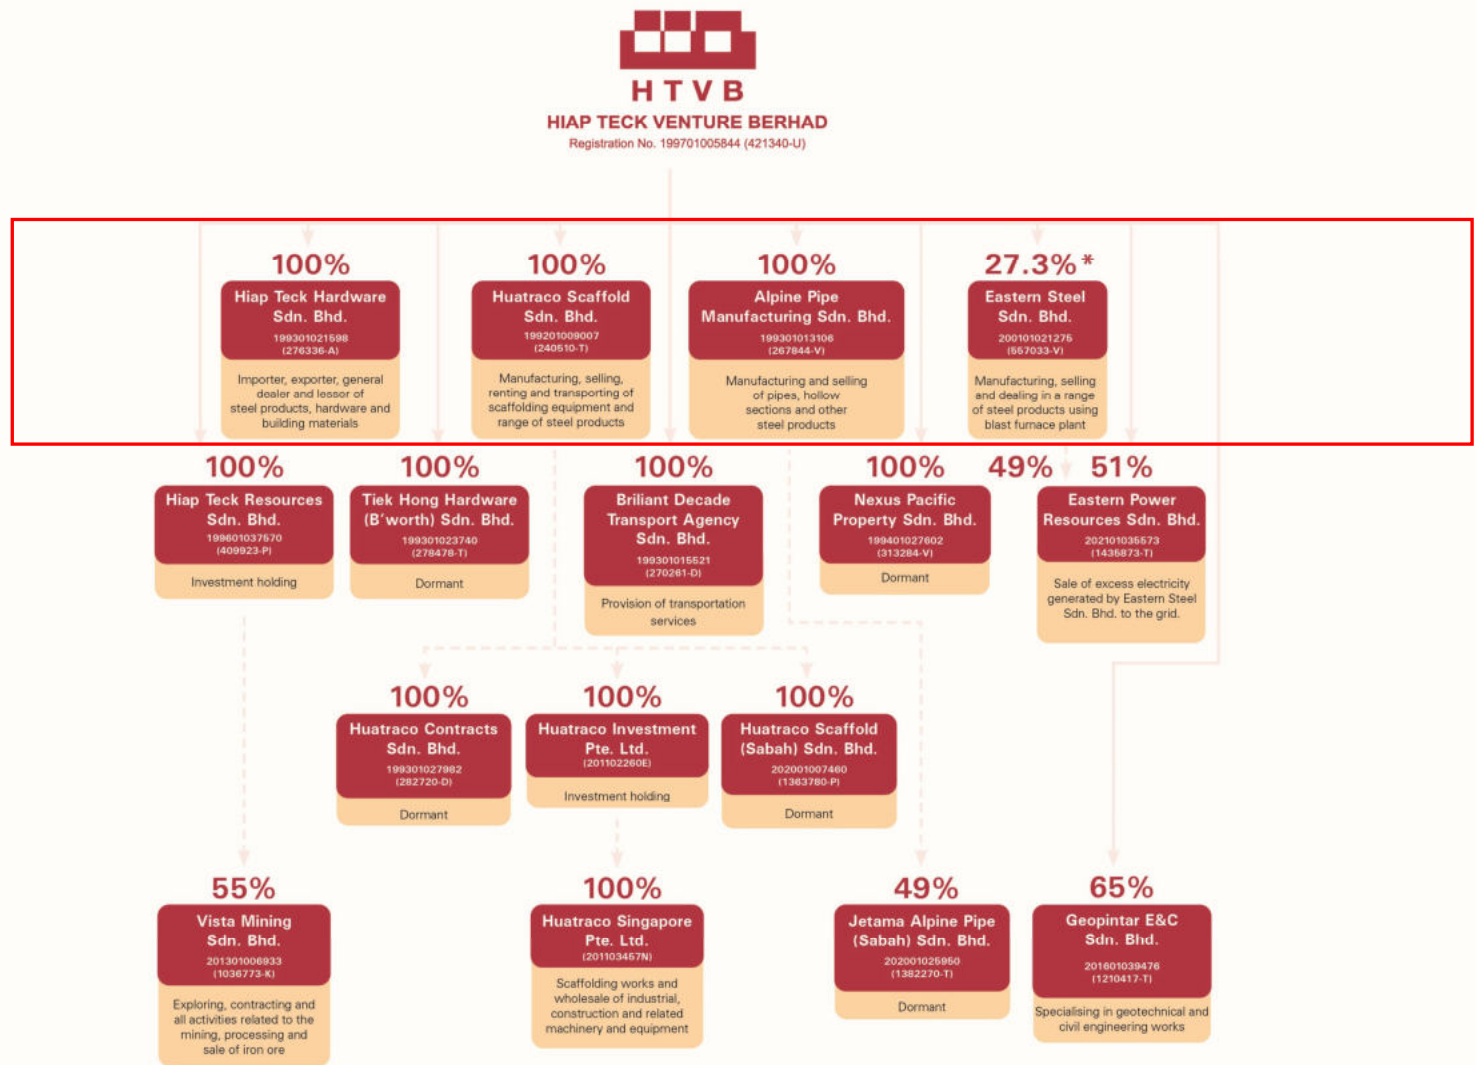 HTVB
HIAP TECK VENTURE BERHAD
Registration No. 199701005844 (421340-U)
100%
Hiap Teck Hardware
Sdn. Bhd.
199301021598
(276336-A)
Importer, exporter, general
dealer and lessor of
steel products, hardware and
building materials
100%
Huatraco Scaffold
Sdn. Bhd.
199201009007
(240510-T)
Manufacturing, selling,
renting and transporting of
scaffolding equipment and
range of steel products
100%
Alpine Pipe
Manufacturing Sdn. Bhd.
199301013106
(267844-V)
Manufacturing and selling
of pipes, hollow
sections and other
steel products
27.3%*
Eastern Steel
Sdn. Bhd.
200101021275
(557033-V)
Manufacturing, selling
and dealing in a range
of steel products using
blast furnace plant
100%
Hiap Teck Resources
Sdn. Bhd.
199601037570
(409923-P)
Investment holding
100%
Tiek Hong Hardware
(B'worth) Sdn. Bhd.
199301023740
(278478-T)
Dormant
100%
Briliant Decade
Transport Agency
Sdn. Bhd.
199301015521
(270261-D)
Provision of transportation
services
100%
Nexus Pacific
Property Sdn. Bhd.
199401027602
(313284-V)
Dormant
49%
51%
Eastern Power
Resources Sdn. Bhd.
202101035573
(1435873-T)
Sale of excess electricity
generated by Eastern Steel
Sdn. Bhd. to the grid.
100%
Huatraco Contracts
Sdn. Bhd.
199301027982
(282720-D)
Dormant
100%
Huatraco Investment
Pte. Ltd.
(201102260E)
Investment holding
100%
Huatraco Scaffold
(Sabah) Sdn. Bhd.
202001007460
(1363780-P)
Dormant
55%
Vista Mining
Sdn. Bhd.
201301006933
(1036773-K)
Exploring, contracting and
all activities related to the
mining, processing and
sale of iron ore
100%
Huatraco Singapore
Pte. Ltd.
(201103457N)
Scaffolding works and
wholesale of industrial,
construction and related
machinery and equipment
49%
Jetama Alpine Pipe
(Sabah) Sdn. Bhd.
202001025950
(1382270-T)
Dormant
65%
Geopintar E&C
Sdn. Bhd.
201601039476
(1210417-T)
Specialising in geotechnical and
civil engineering works